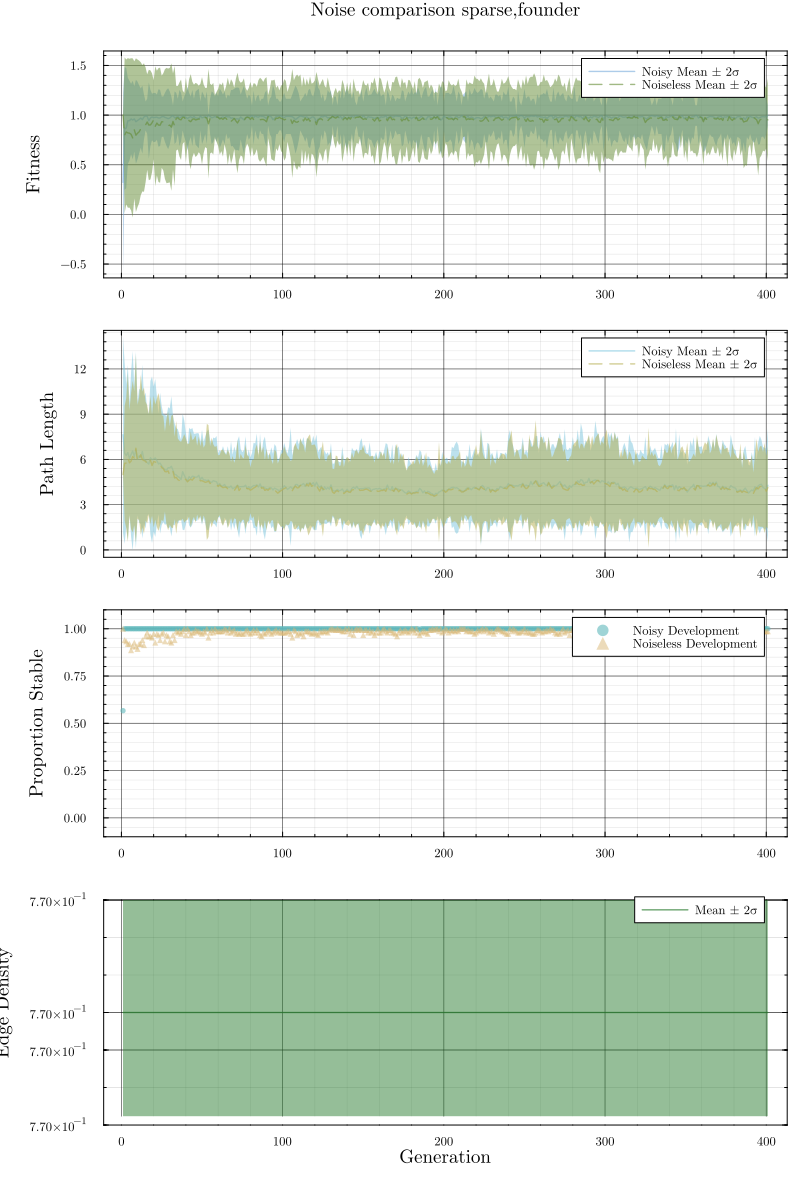 Noise comparison sparse,founder
Fitness
1.5
1.0
0.5
0.0
−0.5
Noisy Mean ± 2σ
Noiseless Mean ± 2σ
0 100 200 300 400
Path Length
12
9
6
3
0
Noisy Mean ± 2σ
Noiseless Mean ± 2σ
0 100 200 300 400
Proportion Stable
1.00
0.75
0.50
0.25
0.00
Noisy Development
Noiseless Development
0 100 200 300 400
Edge Density
7.70×10⁻¹
7.70×10⁻¹
7.70×10⁻¹
7.70×10⁻¹
Mean ± 2σ
0 100 200 300 400
Generation